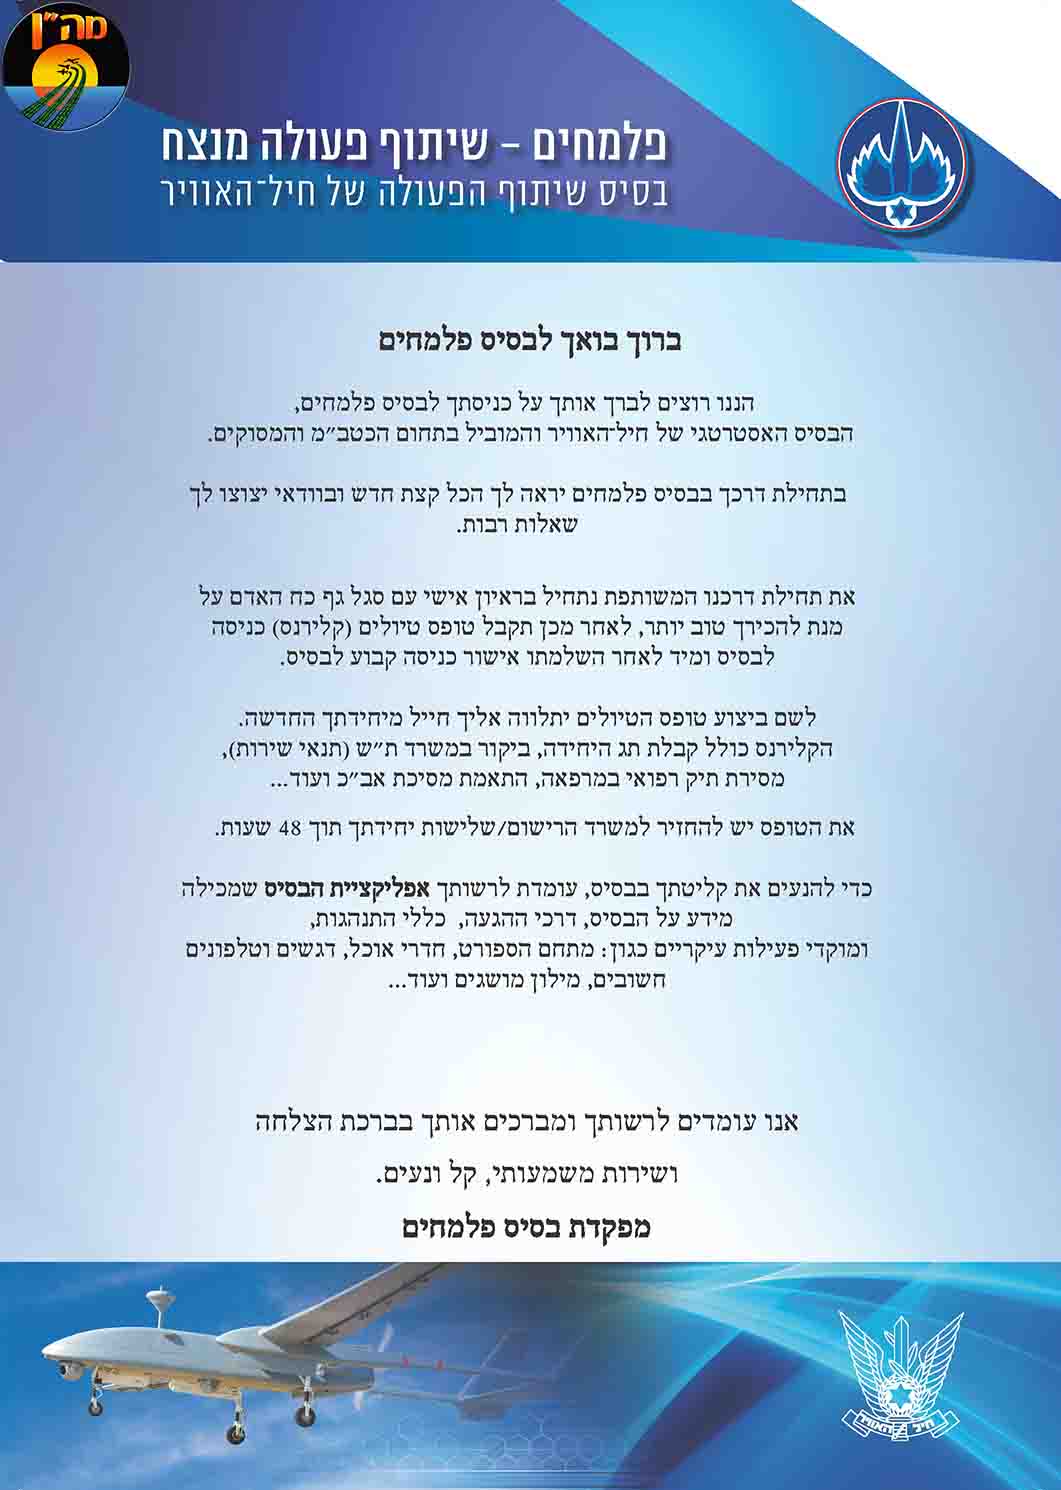 מה"ן
פלמחים – שיתוף פעולה מנצח
בסיס שיתוף הפעולה של חיל־האוויר
ברוך בואך לבסיס פלמחים
הננו רוצים לברך אותך על כניסתך לבסיס פלמחים,
הבסיס האסטרטגי של חיל־האוויר והמוביל בתחום הכטב"מ והמסוקים.
בתחילת דרכך בבסיס פלמחים יראה לך הכל קצת חדש ובוודאי יצוצו לך
שאלות רבות.
את תחילת דרכנו המשותפת נתחיל בראיון אישי עם סגל גף כח האדם על
מנת להכירך טוב יותר, לאחר מכן תקבל טופס טיולים (קלירנס) כניסה
לבסיס ומיד לאחר השלמתו אישור כניסה קבוע לבסיס.
לשם ביצוע טופס הטיולים יתלווה אליך חייל מיחידתך החדשה.
הקלירנס כולל קבלת תג היחידה, ביקור במשרד ת"ש (תנאי שירות),
מסירת תיק רפואי במרפאה, התאמת מסיכת אב"כ ועוד...
את הטופס יש להחזיר למשרד הרישום/שלישות יחידתך תוך 48 שעות.
כדי להנעים את קליטתך בבסיס, עומדת לרשותך אפליקציית הבסיס שמכילה
מידע על הבסיס, דרכי ההגעה, כללי התנהגות,
ומוקדי פעילות עיקריים כגון: מתחם הספורט, חדרי אוכל, דגשים וטלפונים
חשובים, מילון מושגים ועוד...
אנו עומדים לרשותך ומברכים אותך בברכת הצלחה
ושירות משמעותי, קל ונעים.
מפקדת בסיס פלמחים
חיל האויר